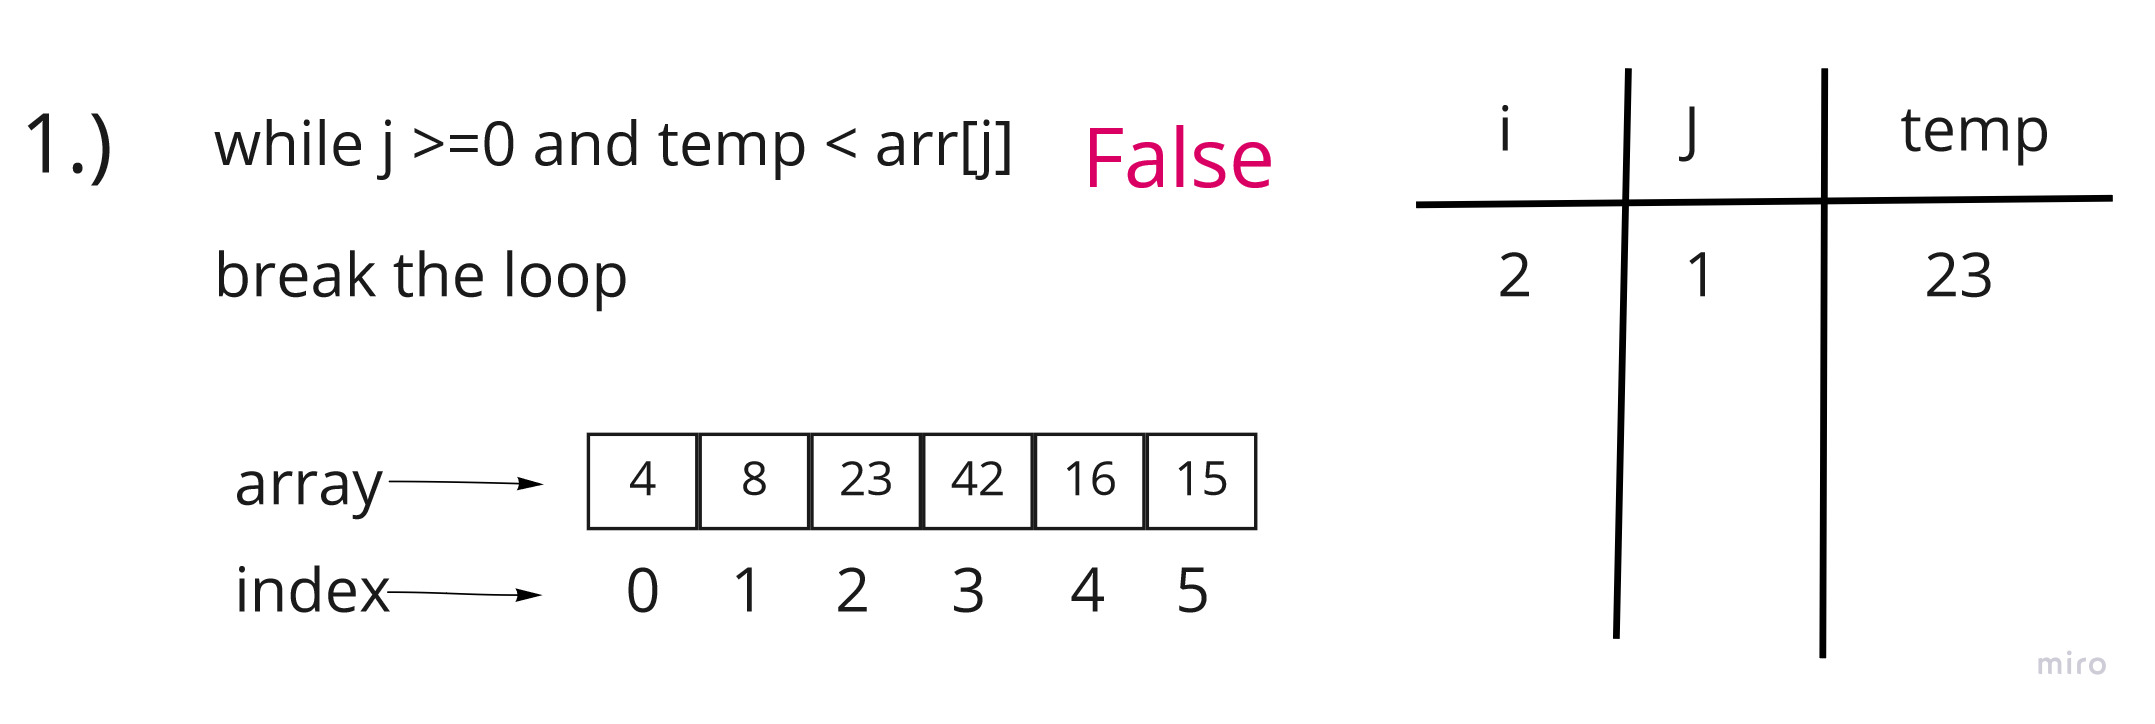 1.) while j >=0 and temp < arr[j] False
break the loop
i J temp
2 1 23
array 4 8 23 42 16 15
index 0 1 2 3 4 5
miro